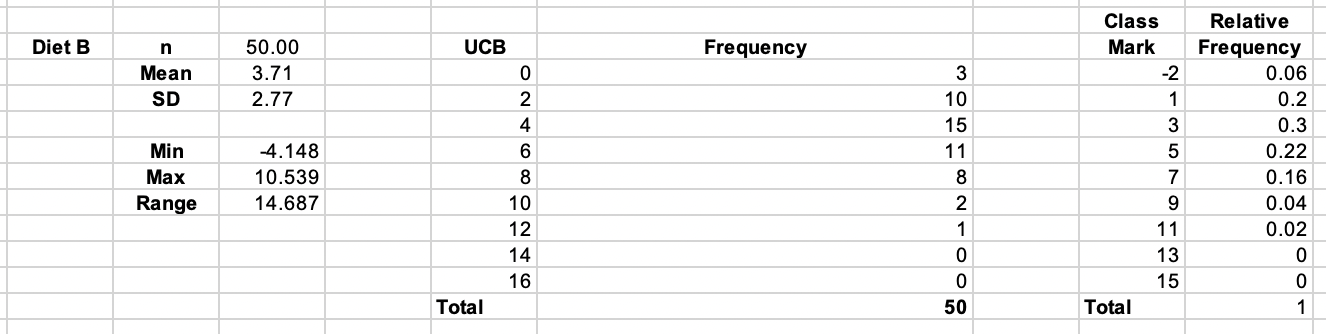 Class Relative
Diet B n 50.00 UCB Frequency Mark Frequency
Mean 3.71 0 3 -2 0.06
SD 2.77 2 10 1 0.2
4 15 3 0.3
Min -4.148 6 11 5 0.22
Max 10.539 8 8 7 0.16
Range 14.687 10 2 9 0.04
12 1 11 0.02
14 0 13 0
16 0 15 0
Total 50 Total 1